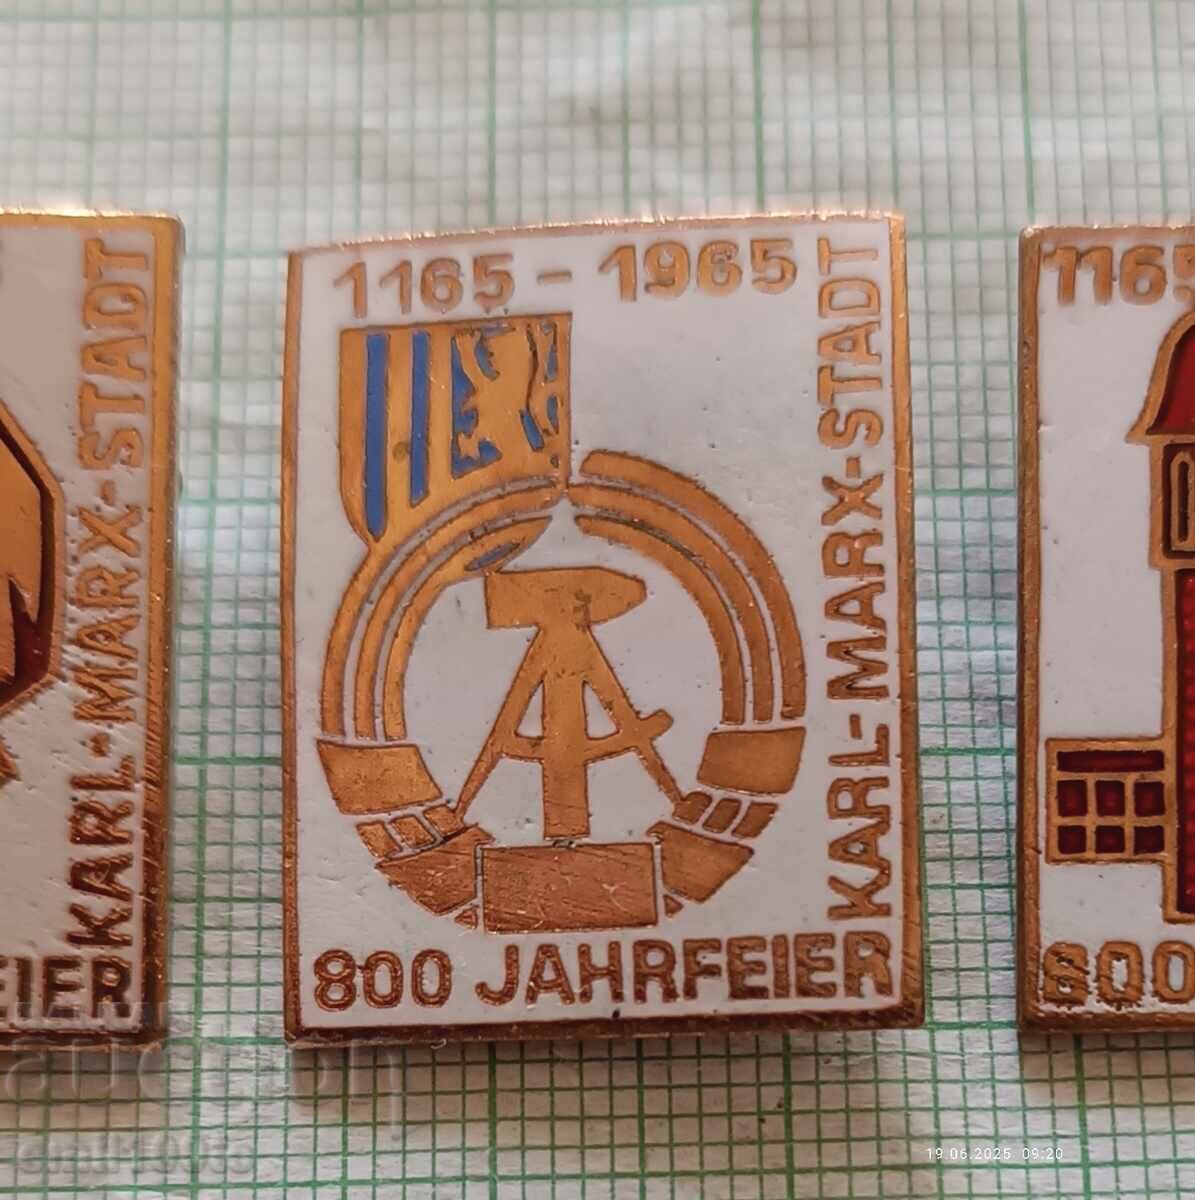 KARL-MARX-STADT
FEIER
1165-1965
KARL-MARX-STADT
800 JAHRFEIER
1165
800
19.06.2025 09:20